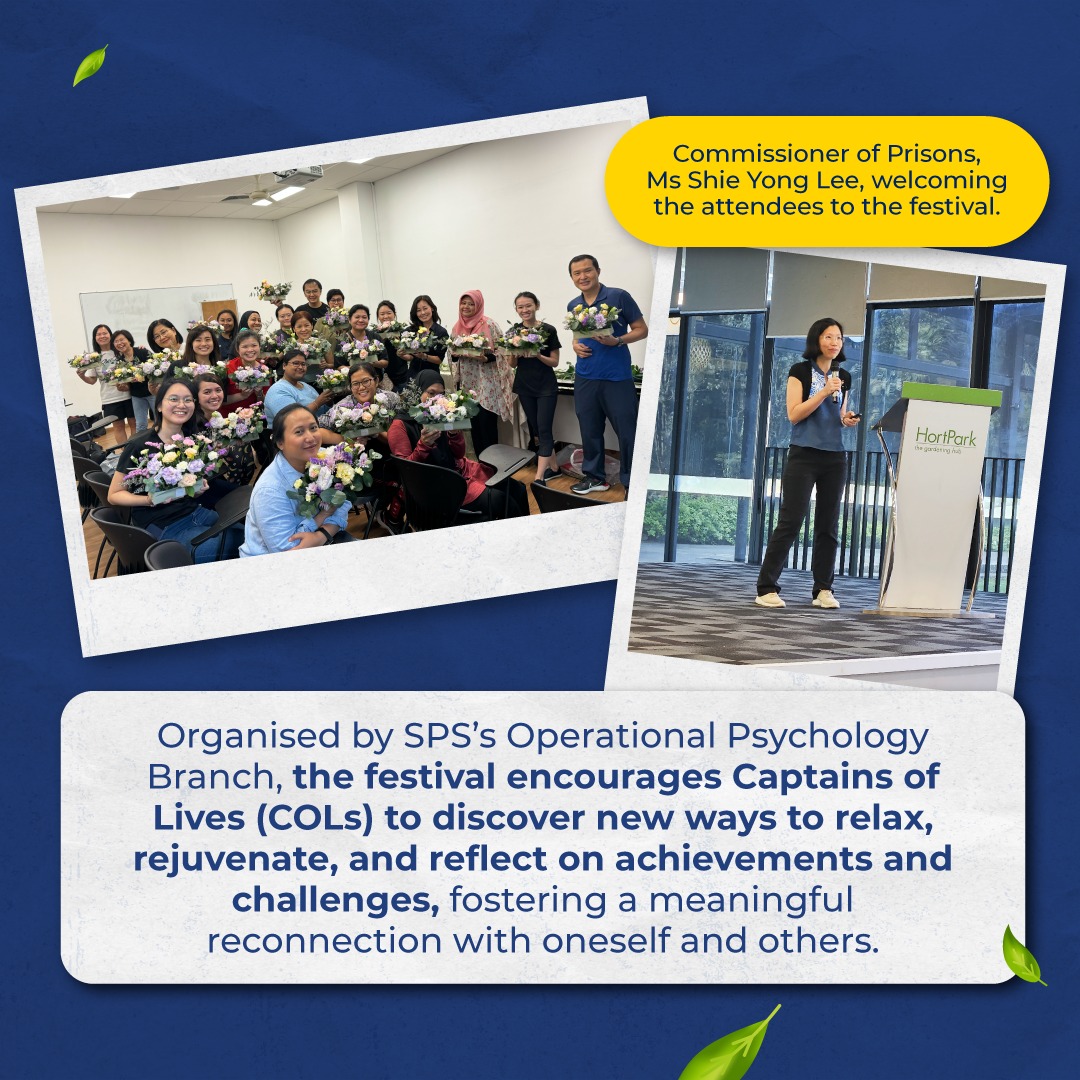 Commissioner of Prisons,
Ms Shie Yong Lee, welcoming
the attendees to the festival.
HortPark
the gardening hub
Organised by SPS’s Operational Psychology
Branch, the festival encourages Captains of
Lives (COLs) to discover new ways to relax,
rejuvenate, and reflect on achievements and
challenges, fostering a meaningful
reconnection with oneself and others.